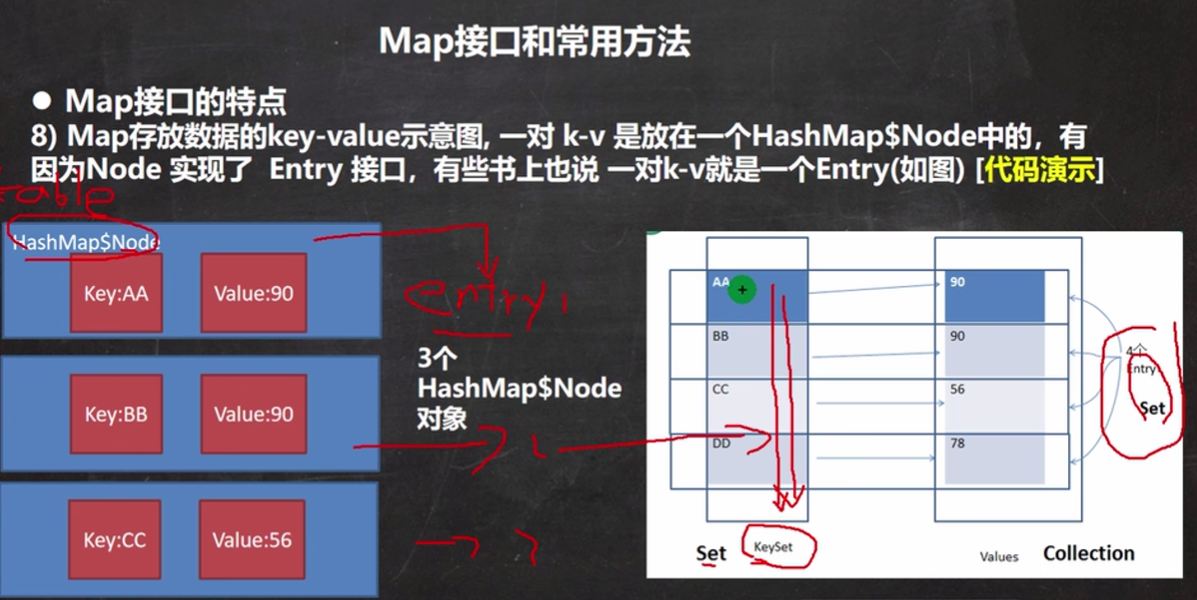 Map接口和常用方法
● Map接口的特点
8) Map存放数据的key-value示意图, 一对 k-v 是放在一个HashMap$Node中的，有
因为Node 实现了 Entry 接口，有些书上也说 一对k-v就是一个Entry(如图) [代码演示]
table
HashMap$Node
Key:AA
Value:90
entry,
3个
HashMap$Node
对象
Key:BB
Value:90
Key:CC
Value:56
AA
90
BB
90
CC
56
DD
78
4个
Entry
Set
Set
KeySet
Values
Collection